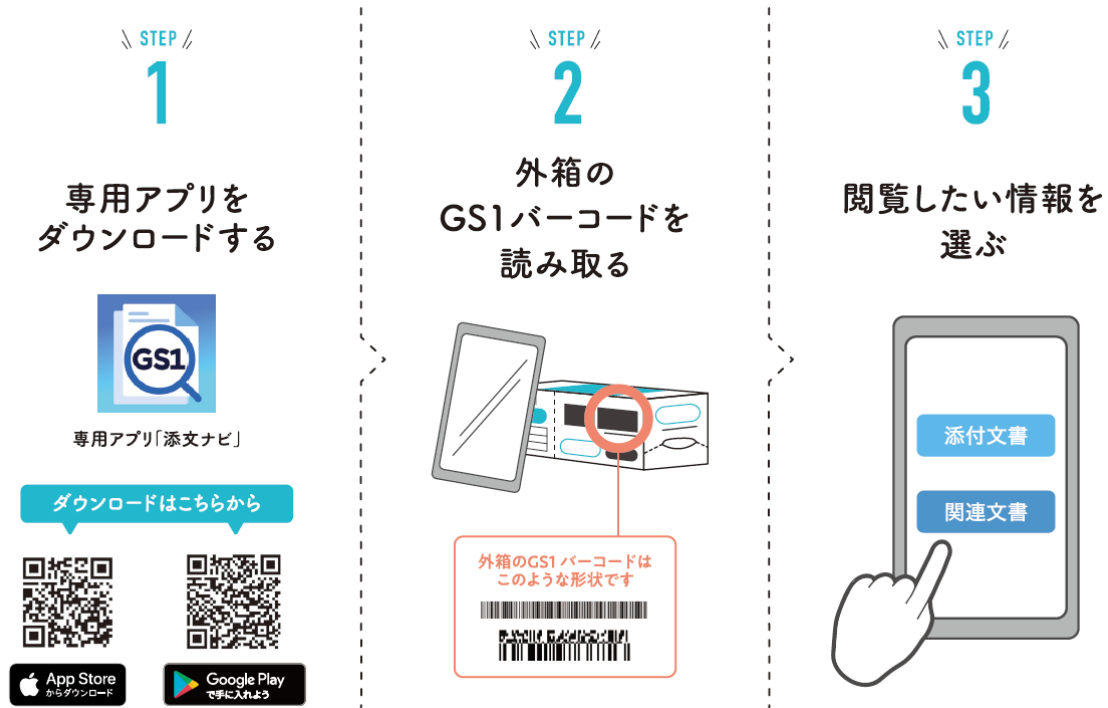 STEP
1
専用アプリを
ダウンロードする
GS1
専用アプリ「添文ナビ」
ダウンロードはこちらから
App Store
からダウンロード
Google Play
で手に入れよう
STEP
2
外箱の
GS1バーコードを
読み取る
外箱のGS1 バーコードは
このような形状です
STEP
3
閲覧したい情報を
選ぶ
添付文書
関連文書